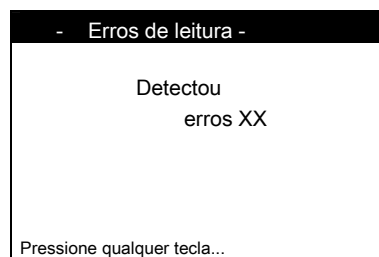 - Erros de leitura -
Detectou
erros XX
Pressione qualquer tecla...